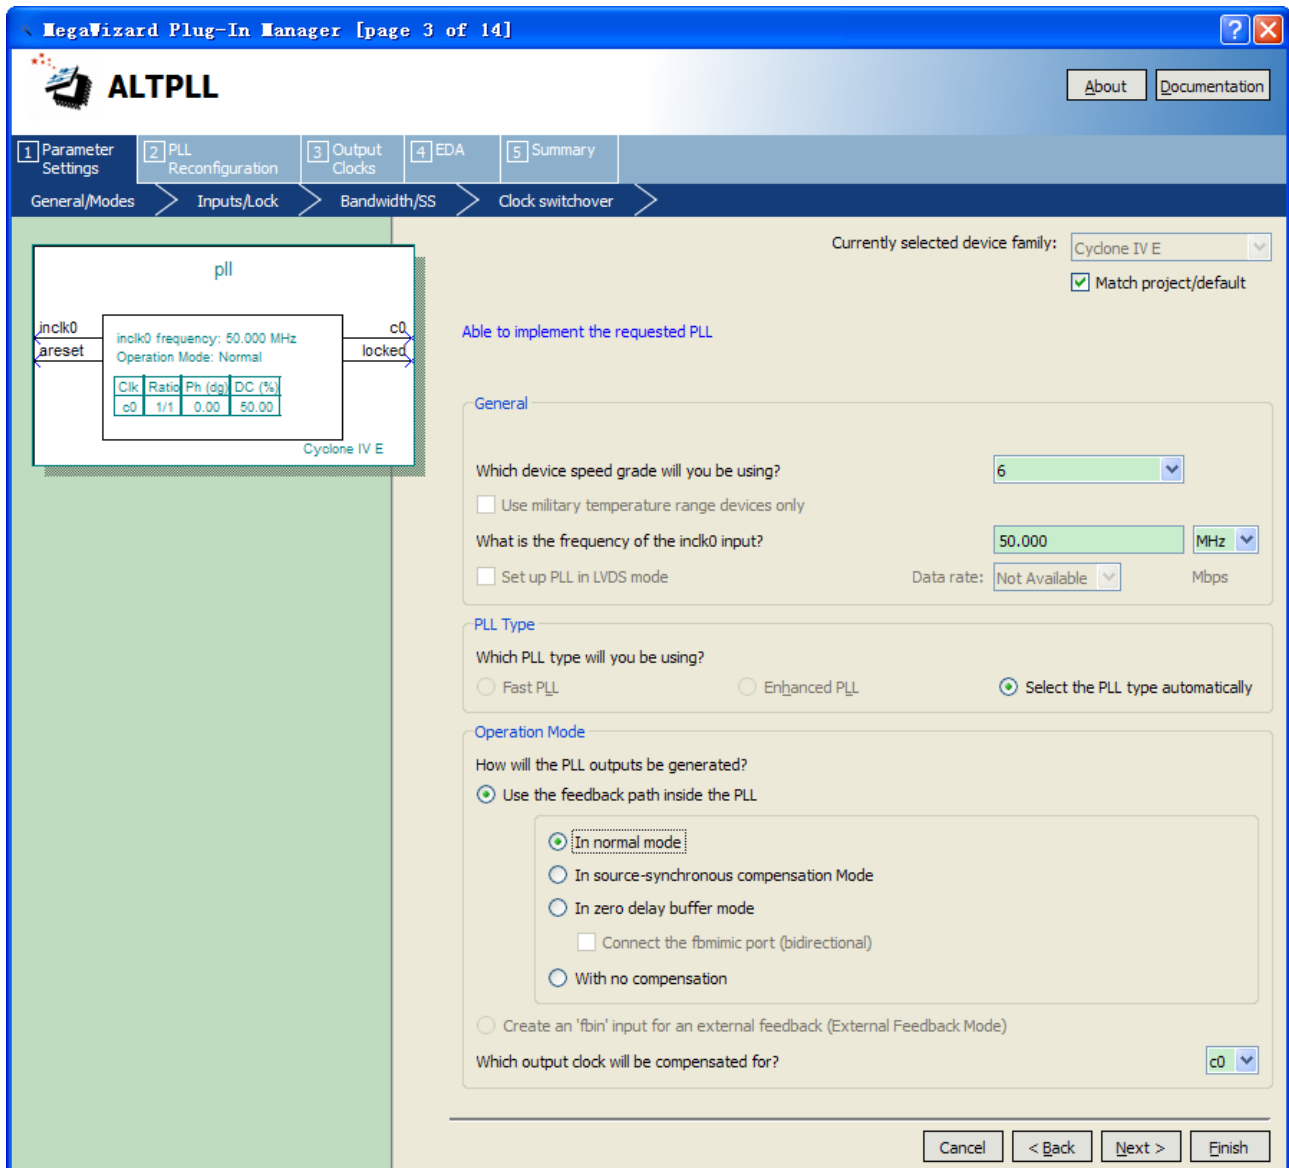 MegaWizard Plug-In Manager [page 3 of 14]
ALTPLL
About
Documentation
1 Parameter Settings
2 PLL Reconfiguration
3 Output Clocks
4 EDA
5 Summary
General/Modes
Inputs/Lock
Bandwidth/SS
Clock switchover
Currently selected device family:
Cyclone IV E
Match project/default
pll
inclk0
areset
c0
locked
inclk0 frequency: 50.000 MHz
Operation Mode: Normal
Clk Ratio Ph (dg) DC (%)
c0 1/1 0.00 50.00
Cyclone IV E
Able to implement the requested PLL
General
Which device speed grade will you be using?
6
Use military temperature range devices only
What is the frequency of the inclk0 input?
50.000
MHz
Set up PLL in LVDS mode
Data rate:
Not Available
Mbps
PLL Type
Which PLL type will you be using?
Fast PLL
Enhanced PLL
Select the PLL type automatically
Operation Mode
How will the PLL outputs be generated?
Use the feedback path inside the PLL
In normal mode
In source-synchronous compensation Mode
In zero delay buffer mode
Connect the fbmimic port (bidirectional)
With no compensation
Create an 'fbin' input for an external feedback (External Feedback Mode)
Which output clock will be compensated for?
c0
Cancel
< Back
Next >
Finish